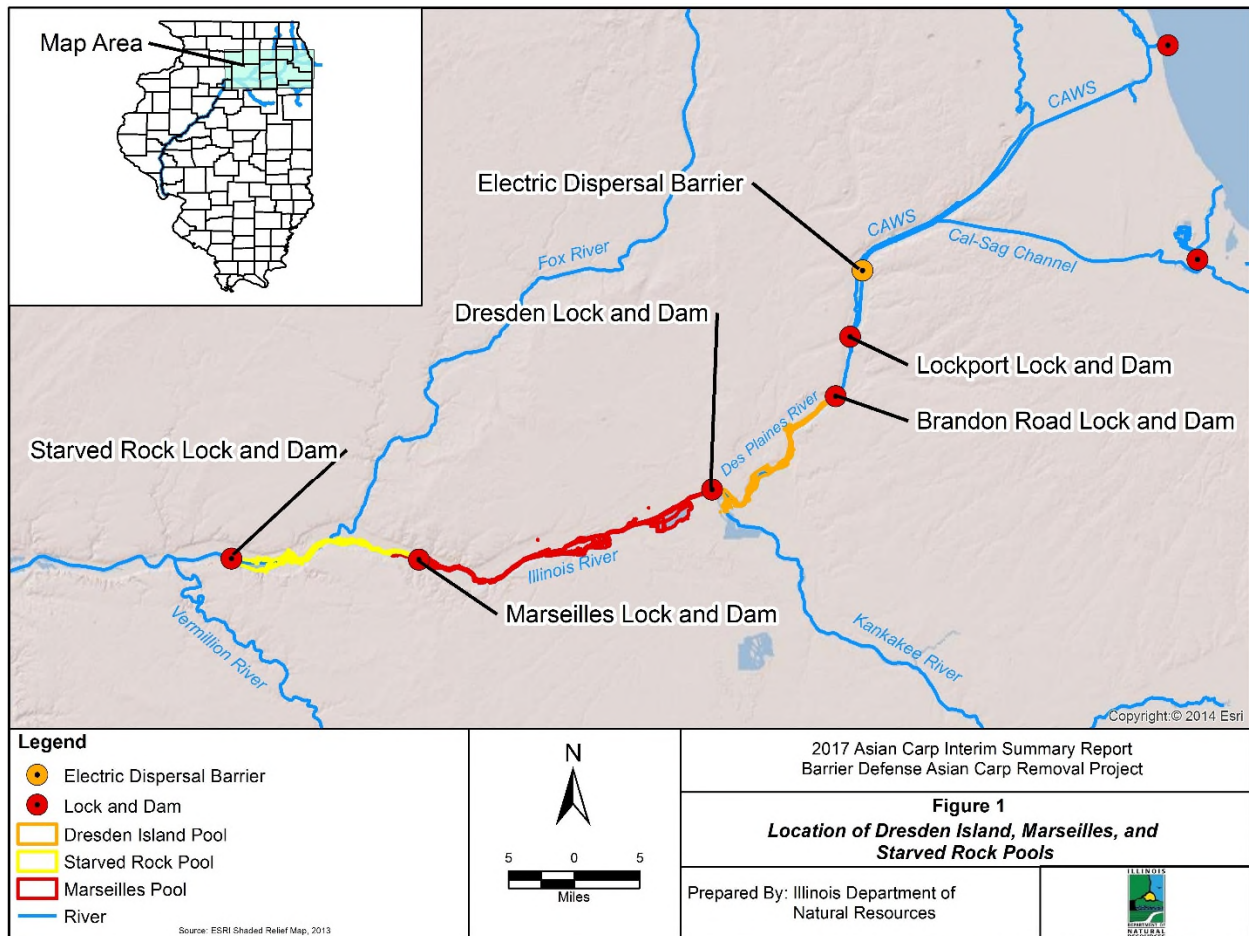 Map Area
CAWS
Electric Dispersal Barrier
CAWS
Cal-Sag Channel
Fox River
Dresden Lock and Dam
Lockport Lock and Dam
Des Plaines River
Brandon Road Lock and Dam
Starved Rock Lock and Dam
Illinois River
Marseilles Lock and Dam
Vermillion River
Kankakee River
Copyright:© 2014 Esri
Legend
Electric Dispersal Barrier
Lock and Dam
Dresden Island Pool
Starved Rock Pool
Marseilles Pool
River
Source: ESRI Shaded Relief Map, 2013
N
5 0 5
Miles
2017 Asian Carp Interim Summary Report
Barrier Defense Asian Carp Removal Project
Figure 1
Location of Dresden Island, Marseilles, and
Starved Rock Pools
Prepared By: Illinois Department of
Natural Resources
ILLINOIS
DEPARTMENT OF
NATURAL
RESOURCES